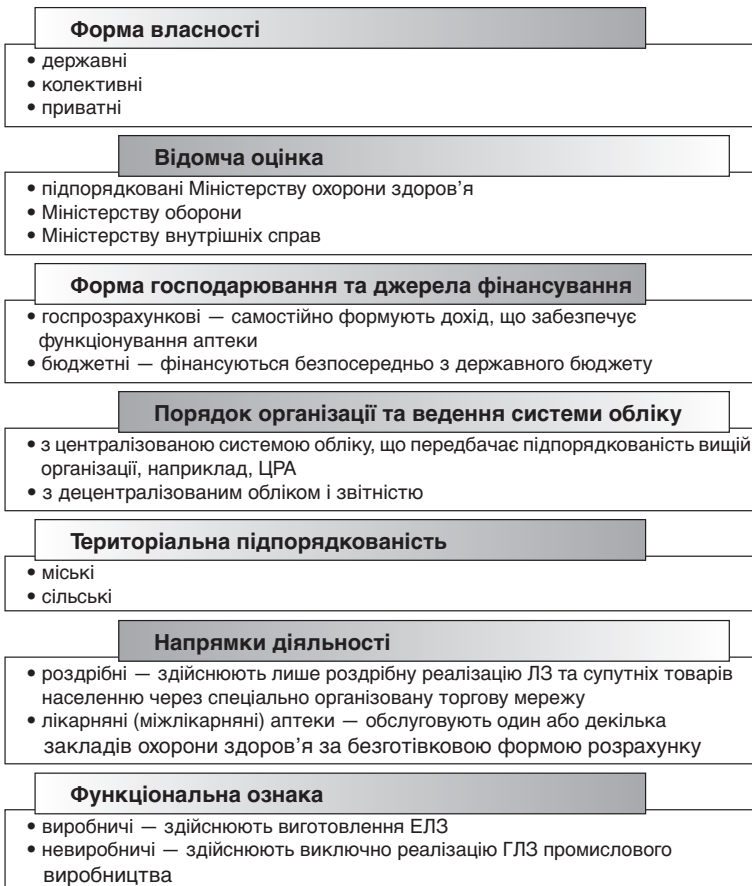 Форма власності
• державні
• колективні
• приватні
Відомча оцінка
• підпорядковані Міністерству охорони здоров’я
• Міністерству оборони
• Міністерству внутрішніх справ
Форма господарювання та джерела фінансування
• госпрозрахункові — самостійно формують дохід, що забезпечує
функціонування аптеки
• бюджетні — фінансуються безпосередньо з державного бюджету
Порядок організації та ведення системи обліку
• з централізованою системою обліку, що передбачає підпорядкованість вищій
організації, наприклад, ЦРА
• з децентралізованим обліком і звітністю
Територіальна підпорядкованість
• міські
• сільські
Напрямки діяльності
• роздрібні — здійснюють лише роздрібну реалізацію ЛЗ та супутніх товарів
населенню через спеціально організовану торгову мережу
• лікарняні (міжлікарняні) аптеки — обслуговують один або декілька
закладів охорони здоров’я за безготівковою формою розрахунку
Функціональна ознака
• виробничі — здійснюють виготовлення ЕЛЗ
• невиробничі — здійснюють виключно реалізацію ГЛЗ промислового
виробництва